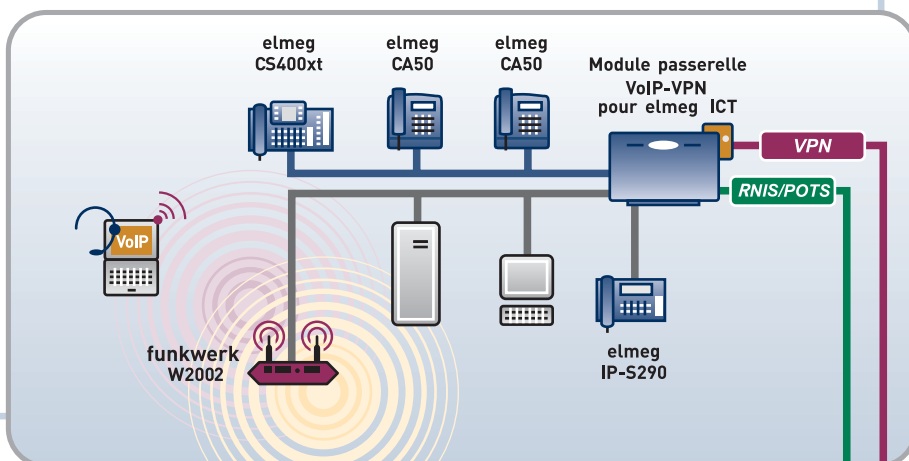 elmeg
CS400xt
elmeg
CA50
elmeg
CA50
Module passerelle
VoIP-VPN
pour elmeg ICT
VPN
RNIS/POTS
VoIP
funkwerk
W2002
elmeg
IP-S290